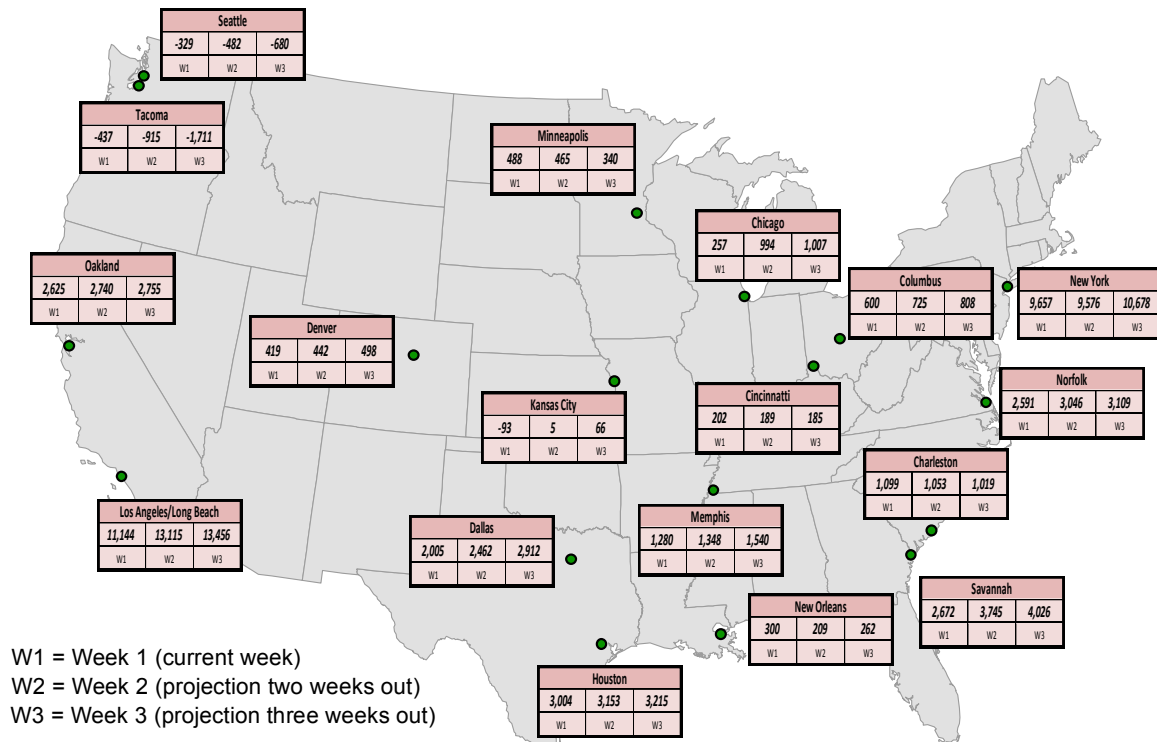 Seattle
-329 -482 -680
W1 W2 W3
Tacoma
-437 -915 -1,711
W1 W2 W3
Minneapolis
488 465 340
W1 W2 W3
Chicago
257 994 1,007
W1 W2 W3
Oakland
2,625 2,740 2,755
W1 W2 W3
Columbus
600 725 808
W1 W2 W3
New York
9,657 9,576 10,678
W1 W2 W3
Denver
419 442 498
W1 W2 W3
Norfolk
2,591 3,046 3,109
W1 W2 W3
Kansas City
-93 5 66
W1 W2 W3
Cincinnatti
202 189 185
W1 W2 W3
Charleston
1,099 1,053 1,019
W1 W2 W3
Los Angeles/Long Beach
11,144 13,115 13,456
W1 W2 W3
Dallas
2,005 2,462 2,912
W1 W2 W3
Memphis
1,280 1,348 1,540
W1 W2 W3
Savannah
2,672 3,745 4,026
W1 W2 W3
New Orleans
300 209 262
W1 W2 W3
Houston
3,004 3,153 3,215
W1 W2 W3
W1 = Week 1 (current week)
W2 = Week 2 (projection two weeks out)
W3 = Week 3 (projection three weeks out)